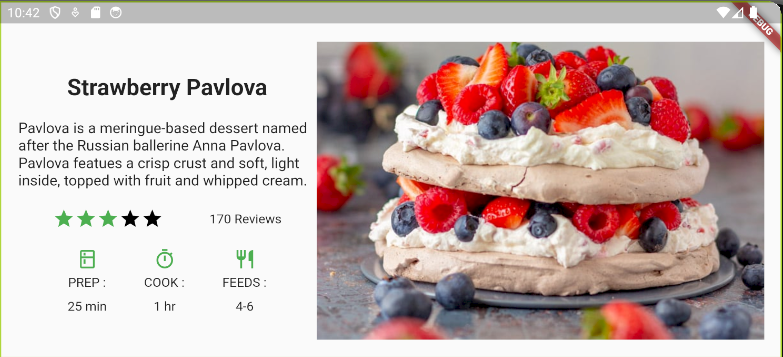 10:42
BUG
Strawberry Pavlova
Pavlova is a meringue-based dessert named
after the Russian ballerine Anna Pavlova.
Pavlova featues a crisp crust and soft, light
inside, topped with fruit and whipped cream.
170 Reviews
PREP :
COOK :
FEEDS :
25 min
1 hr
4-6